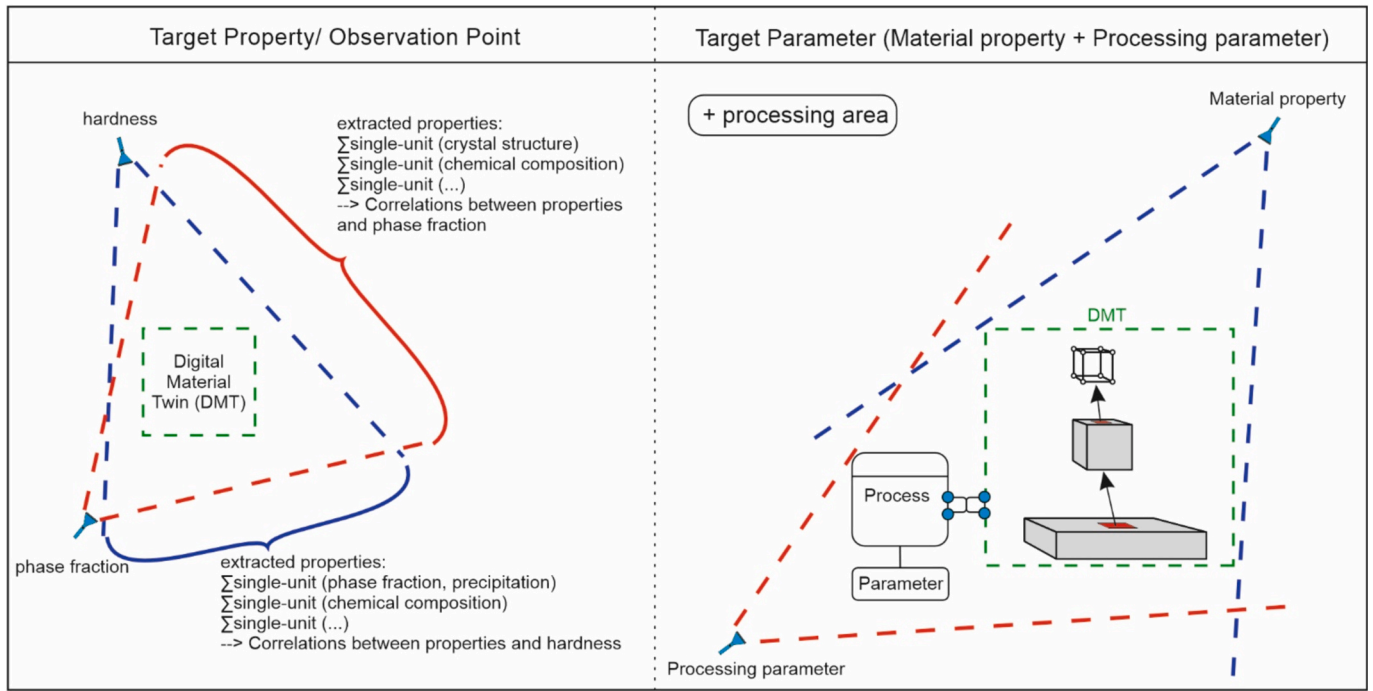 Target Property/ Observation Point
Target Parameter (Material property + Processing parameter)
hardness
extracted properties:
∑single-unit (crystal structure)
∑single-unit (chemical composition)
∑single-unit (...)
--> Correlations between properties
and phase fraction
Digital
Material
Twin (DMT)
phase fraction
extracted properties:
∑single-unit (phase fraction, precipitation)
∑single-unit (chemical composition)
∑single-unit (...)
--> Correlations between properties and hardness
+ processing area
Material property
DMT
Process
Parameter
Processing parameter